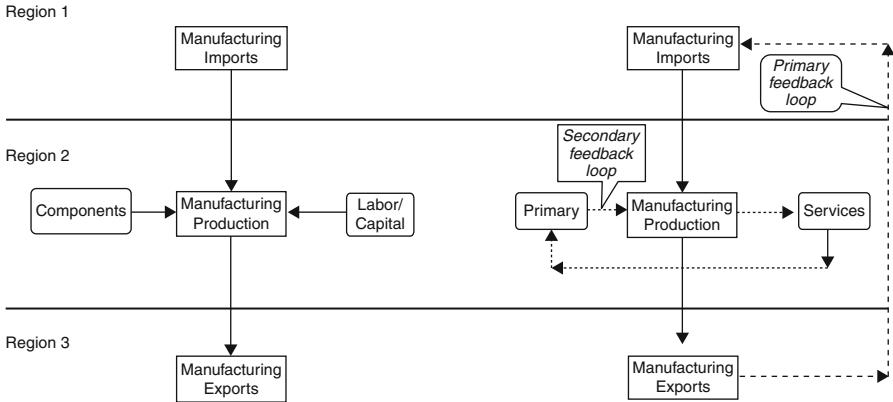 Region 1
Manufacturing
Imports
Manufacturing
Imports
Primary
feedback
loop
Region 2
Secondary
feedback
loop
Components
Manufacturing
Production
Labor/
Capital
Primary
Manufacturing
Production
Services
Region 3
Manufacturing
Exports
Manufacturing
Exports